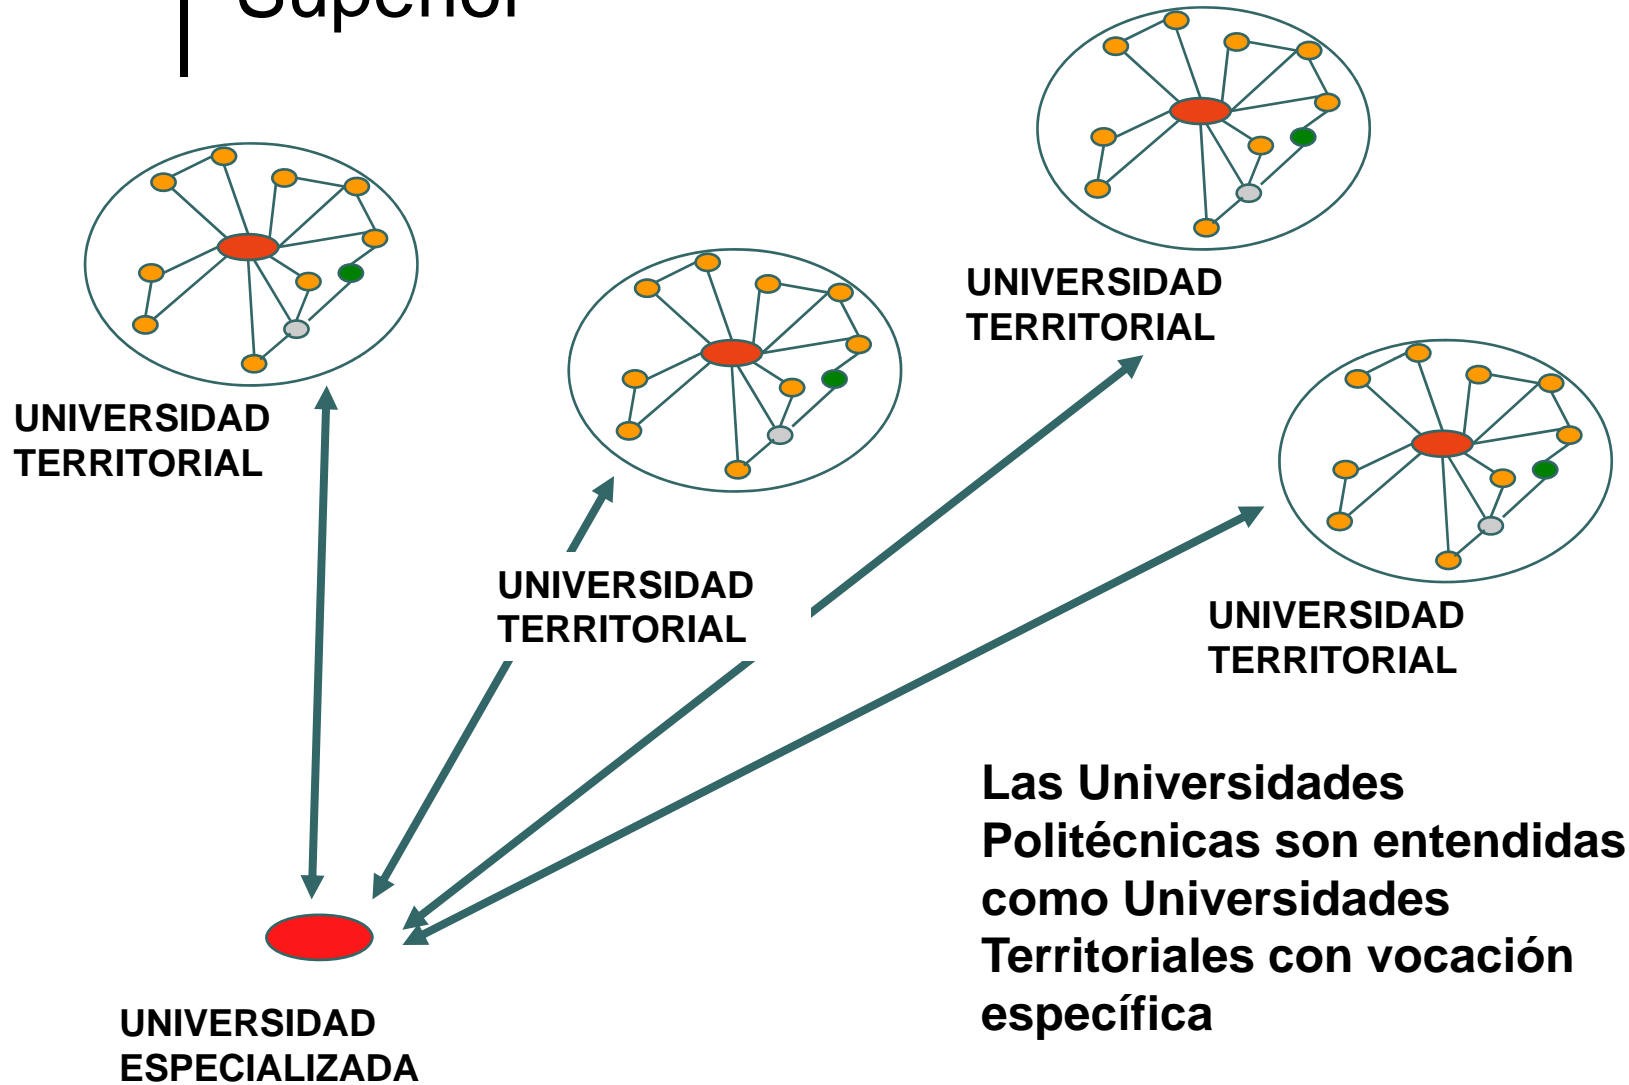 Superior
UNIVERSIDAD
TERRITORIAL
UNIVERSIDAD
TERRITORIAL
UNIVERSIDAD
TERRITORIAL
UNIVERSIDAD
TERRITORIAL
Las Universidades
Politécnicas son entendidas
como Universidades
Territoriales con vocación
específica
UNIVERSIDAD
ESPECIALIZADA